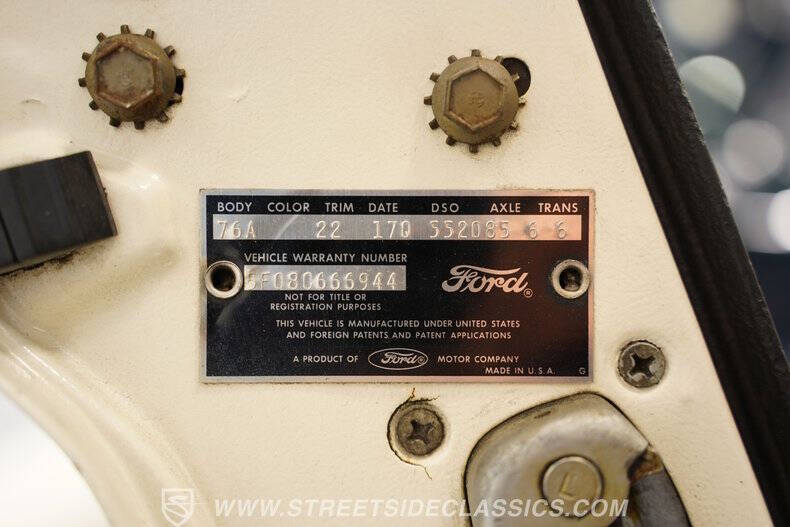 BODY COLOR TRIM DATE DSO AXLE TRANS
76A 22 17Q 552085 6 6
VEHICLE WARRANTY NUMBER
5F080666944
Ford®
NOT FOR TITLE OR
REGISTRATION PURPOSES
THIS VEHICLE IS MANUFACTURED UNDER UNITED STATES
AND FOREIGN PATENTS AND PATENT APPLICATIONS
A PRODUCT OF Ford® MOTOR COMPANY
MADE IN U.S.A. G
L
WWW.STREETSIDECLASSICS.COM